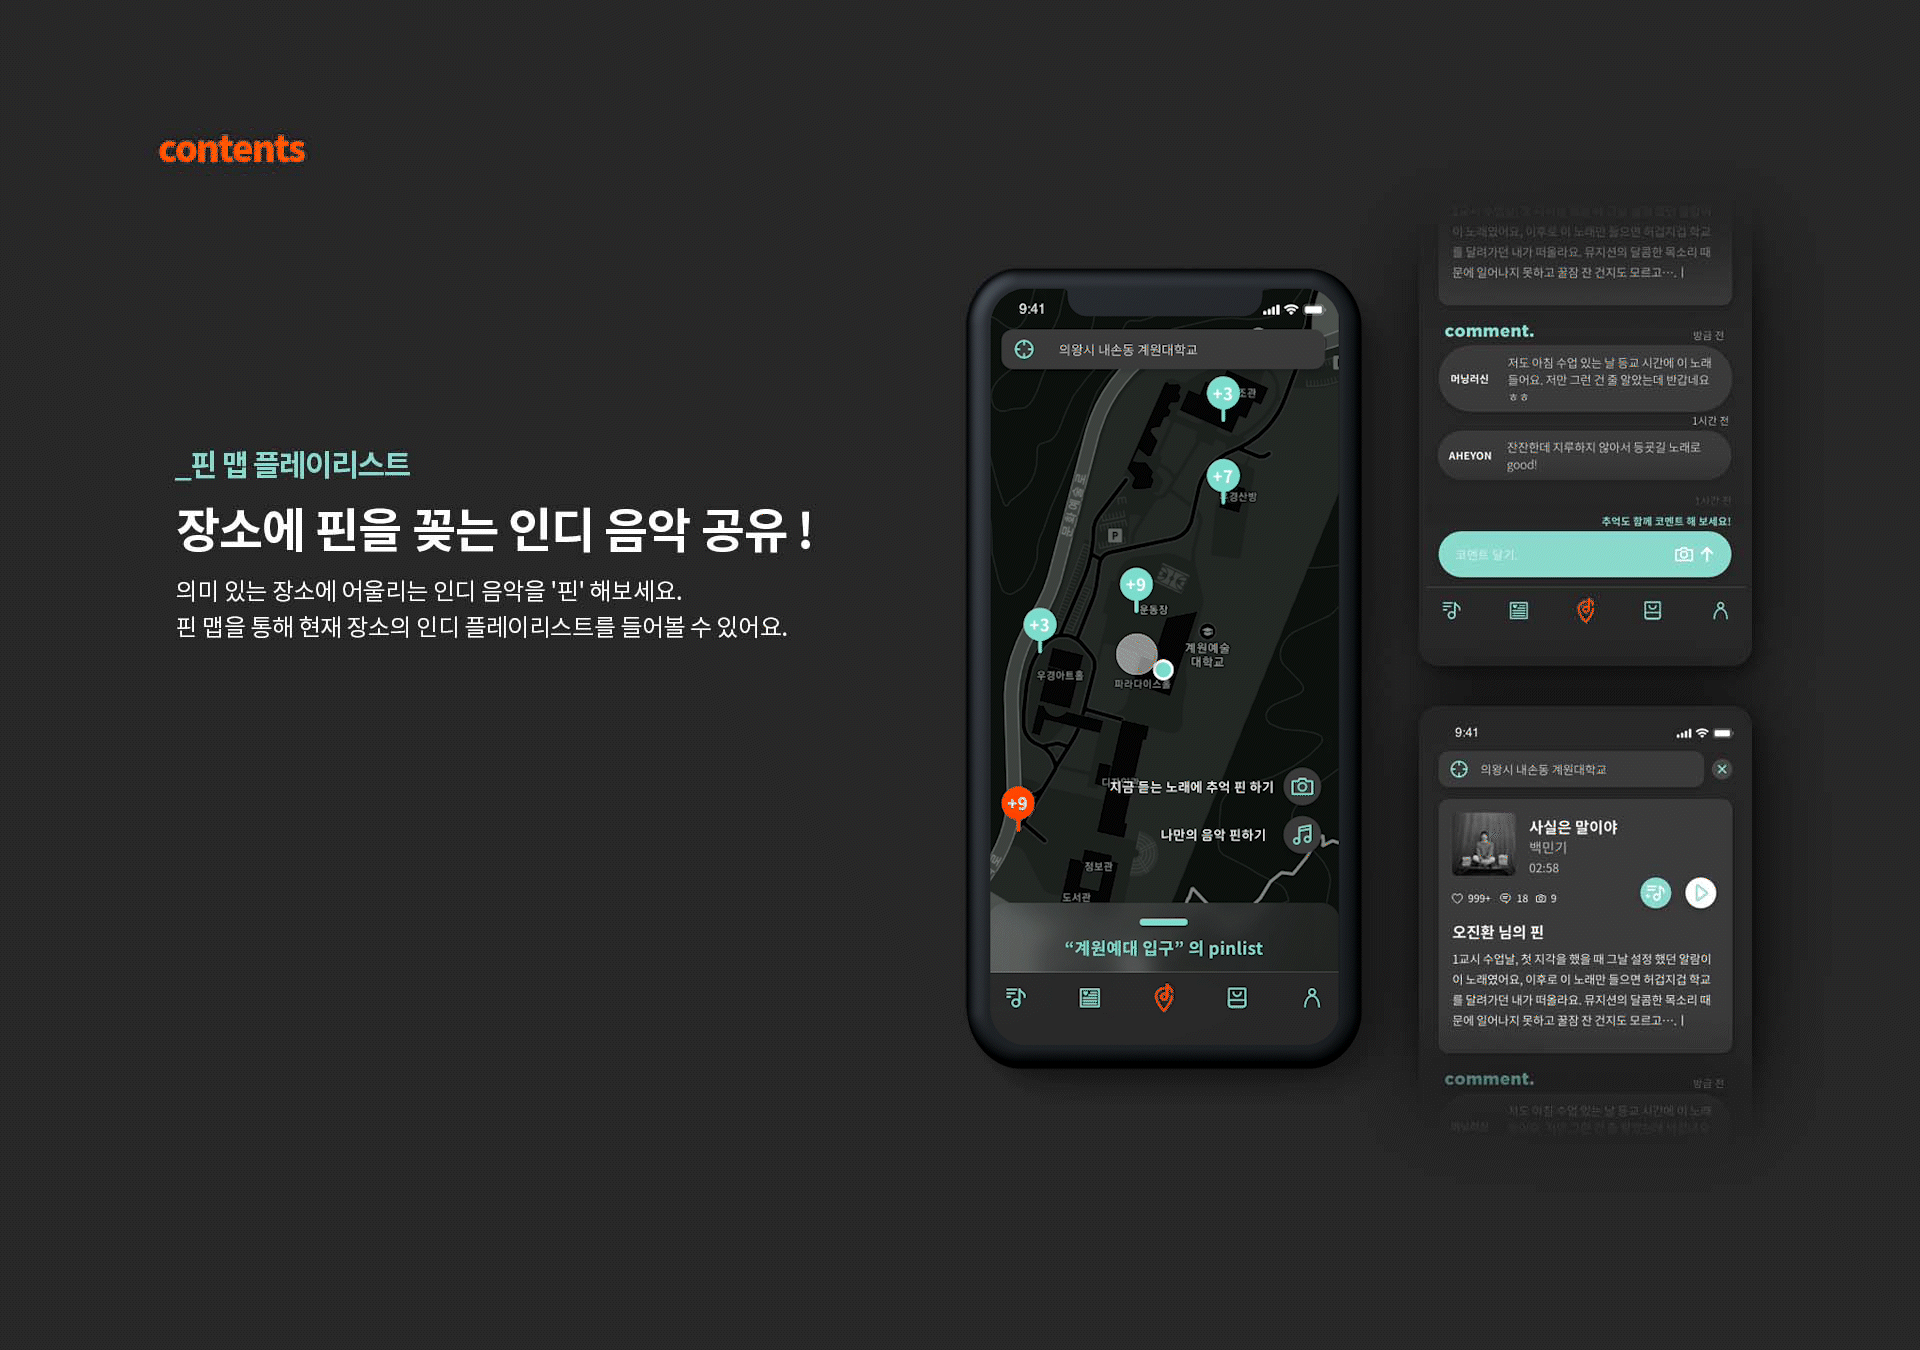 contents
_핀 맵 플레이리스트
장소에 핀을 꽂는 인디 음악 공유 !
의미 있는 장소에 어울리는 인디 음악을 '핀' 해보세요.
핀 맵을 통해 현재 장소의 인디 플레이리스트를 들어볼 수 있어요.
9:41
의왕시 내손동 계원대학교
+3
조관
+7
경산방
문화예술로
P
+9
운동장
+3
계원예술
대학교
우경아트홀
파라다이스홀
지금 듣는 노래에 추억 핀 하기
+9
나만의 음악 핀하기
정보관
도서관
“계원예대 입구” 의 pinlist
이 노래였어요, 이후로 이 노래만 들으면 허겁지겁 학교
를 달려가던 내가 떠올라요. 뮤지션의 달콤한 목소리 때
문에 일어나지 못하고 꿀잠 잔 건지도 모르고···. |
comment.
방금 전
머닝러신
저도 아침 수업 있는 날 등교 시간에 이 노래
들어요. 저만 그런 건 줄 알았는데 반갑네요
ㅎㅎ
1시간 전
AHEYON
잔잔한데 지루하지 않아서 등굣길 노래로
good!
1시간 전
추억도 함께 코멘트 해 보세요!
코멘트 달기.
9:41
의왕시 내손동 계원대학교
사실은 말이야
백민기
02:58
999+ 18 9
오진환 님의 핀
1교시 수업날, 첫 지각을 했을 때 그날 설정 했던 알람이
이 노래였어요, 이후로 이 노래만 들으면 허겁지겁 학교
를 달려가던 내가 떠올라요. 뮤지션의 달콤한 목소리 때
문에 일어나지 못하고 꿀잠 잔 건지도 모르고···. |
comment.
방금 전
저도 아침 수업 있는 날 등교 시간에 이 노래